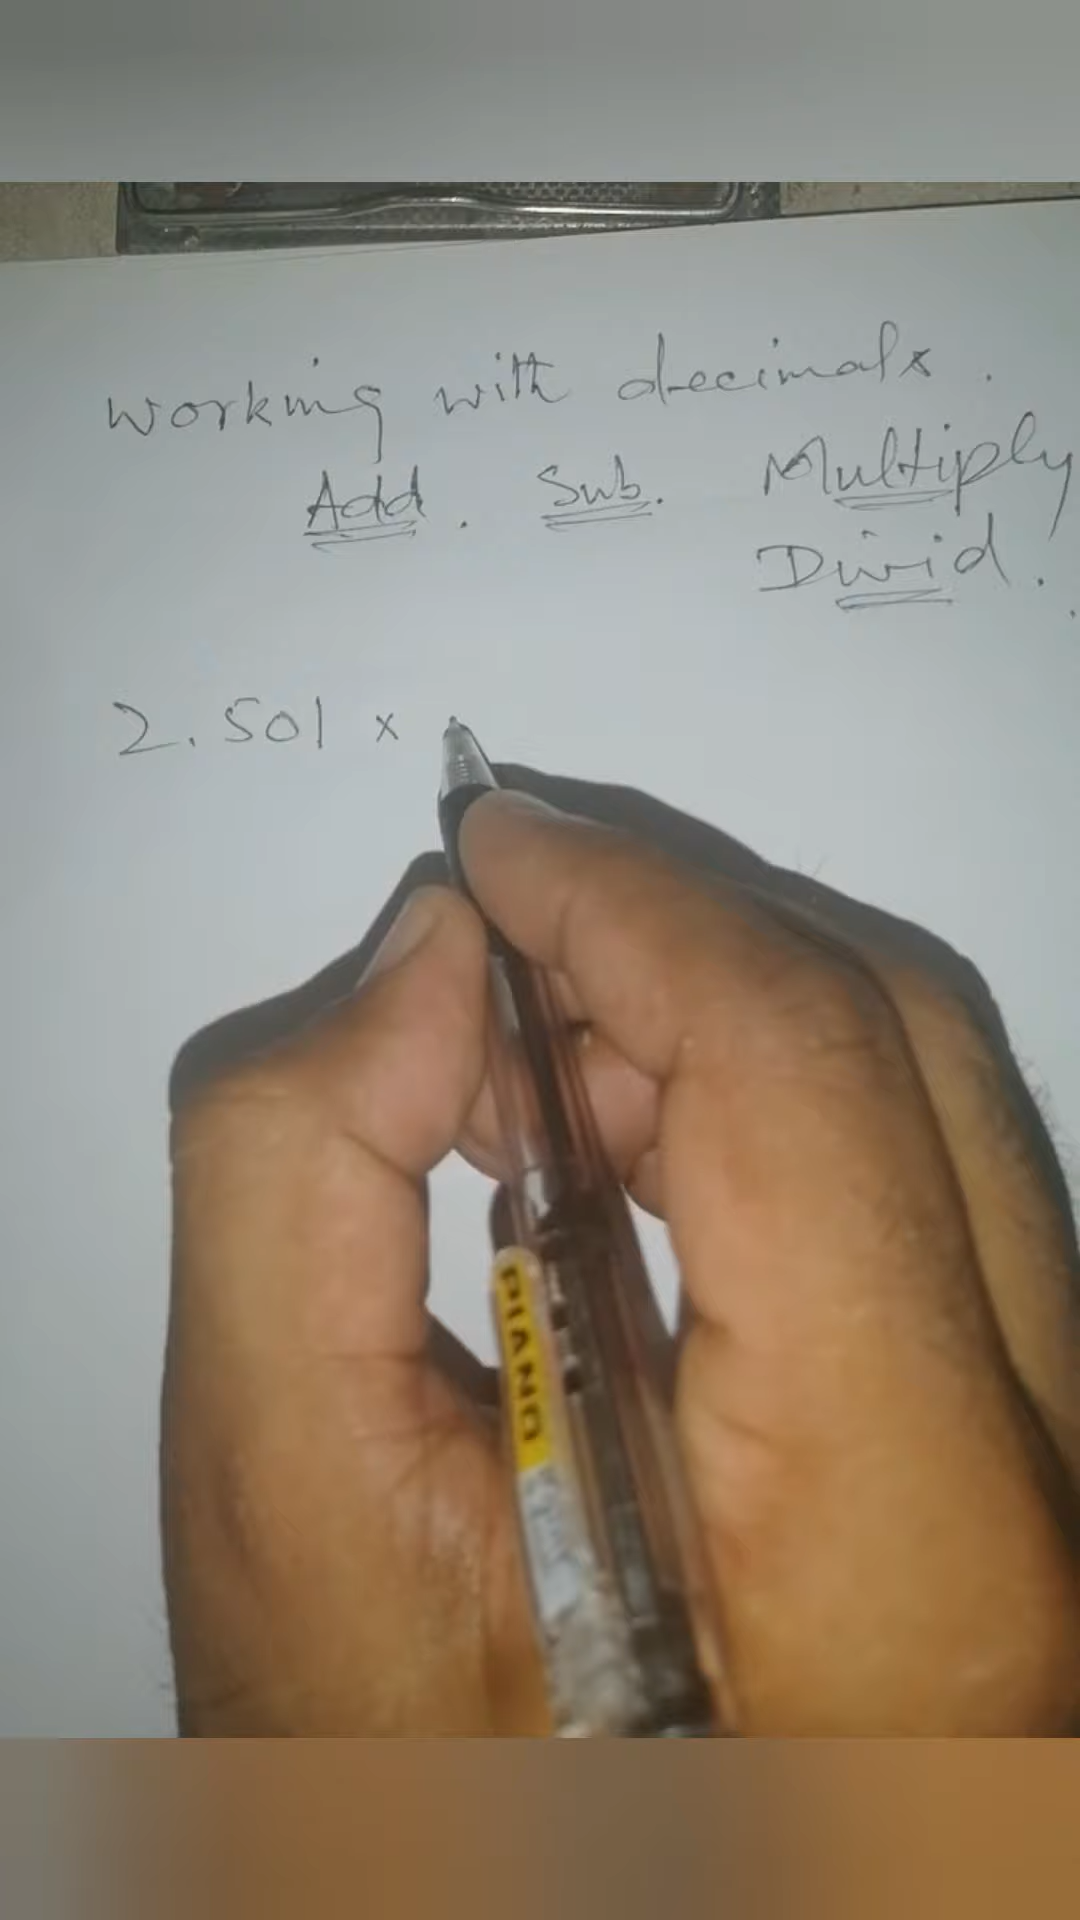 working with decimals.
Add. Sub. Multiply
Divid.
2.501 ×
PIANO